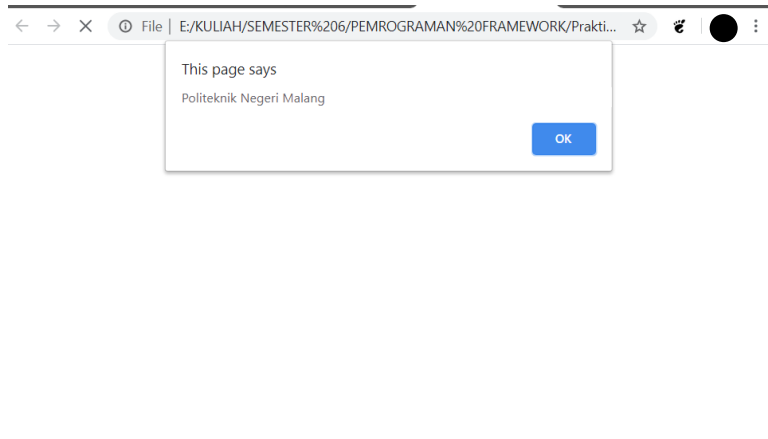 File | E:/KULIAH/SEMESTER%206/PEMROGRAMAN%20FRAMEWORK/Prakti...
This page says
Politeknik Negeri Malang
OK